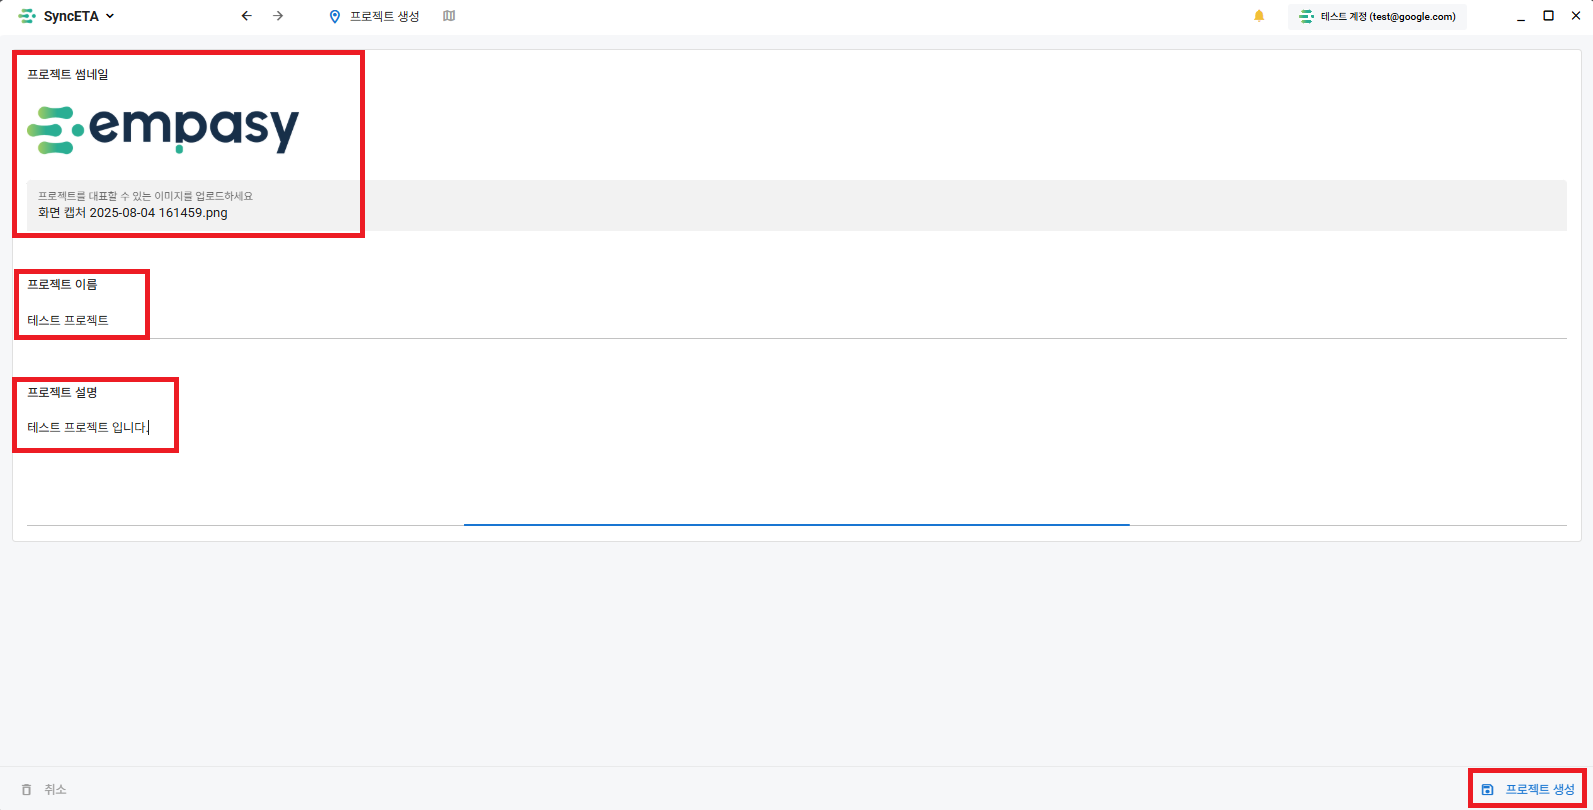 SyncETA
프로젝트 생성
테스트 계정 (test@google.com)
프로젝트 썸네일
empasy
프로젝트를 대표할 수 있는 이미지를 업로드하세요
화면 캡처 2025-08-04 161459.png
프로젝트 이름
테스트 프로젝트
프로젝트 설명
테스트 프로젝트 입니다.
취소
프로젝트 생성